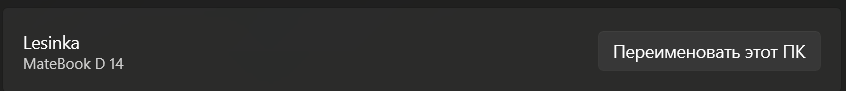 Lesinka
MateBook D 14
Переименовать этот ПК